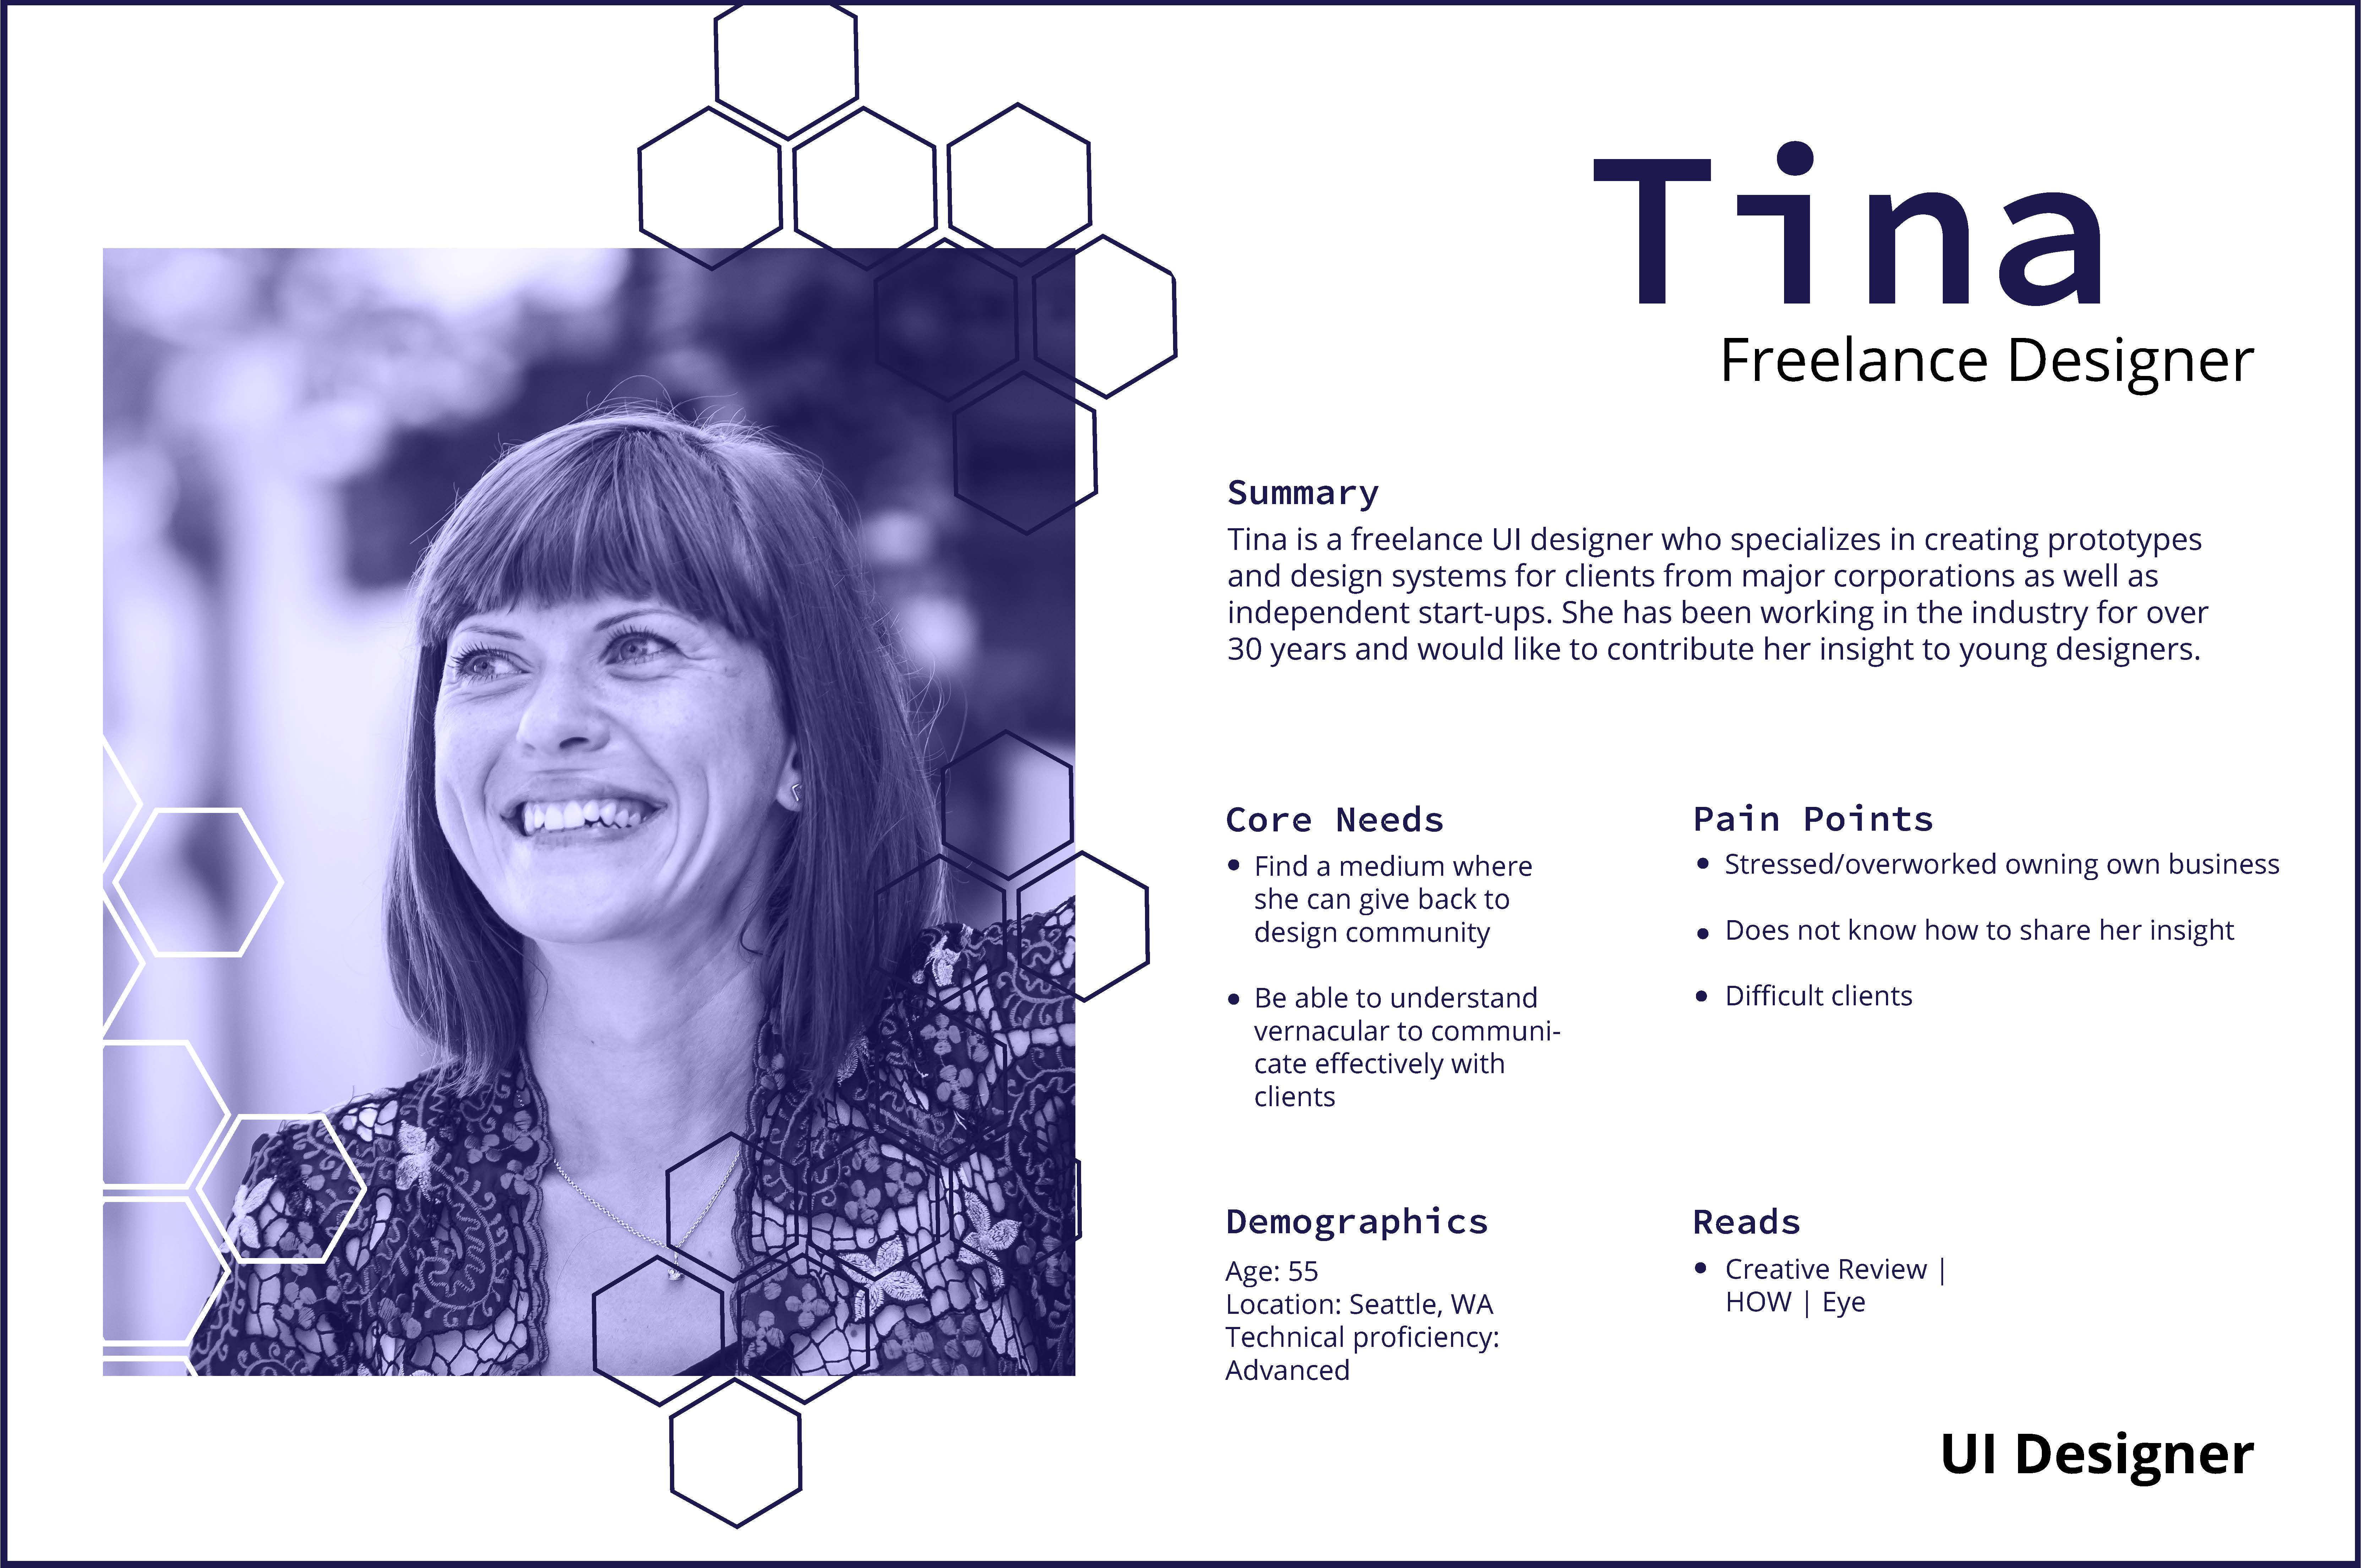 Tina
Freelance Designer
Summary
Tina is a freelance UI designer who specializes in creating prototypes
and design systems for clients from major corporations as well as
independent start-ups. She has been working in the industry for over
30 years and would like to contribute her insight to young designers.
Core Needs
• Find a medium where
she can give back to
design community
• Be able to understand
vernacular to communi-
cate effectively with
clients
Pain Points
• Stressed/overworked owning own business
• Does not know how to share her insight
• Difficult clients
Demographics
Age: 55
Location: Seattle, WA
Technical proficiency:
Advanced
Reads
• Creative Review |
HOW | Eye
UI Designer